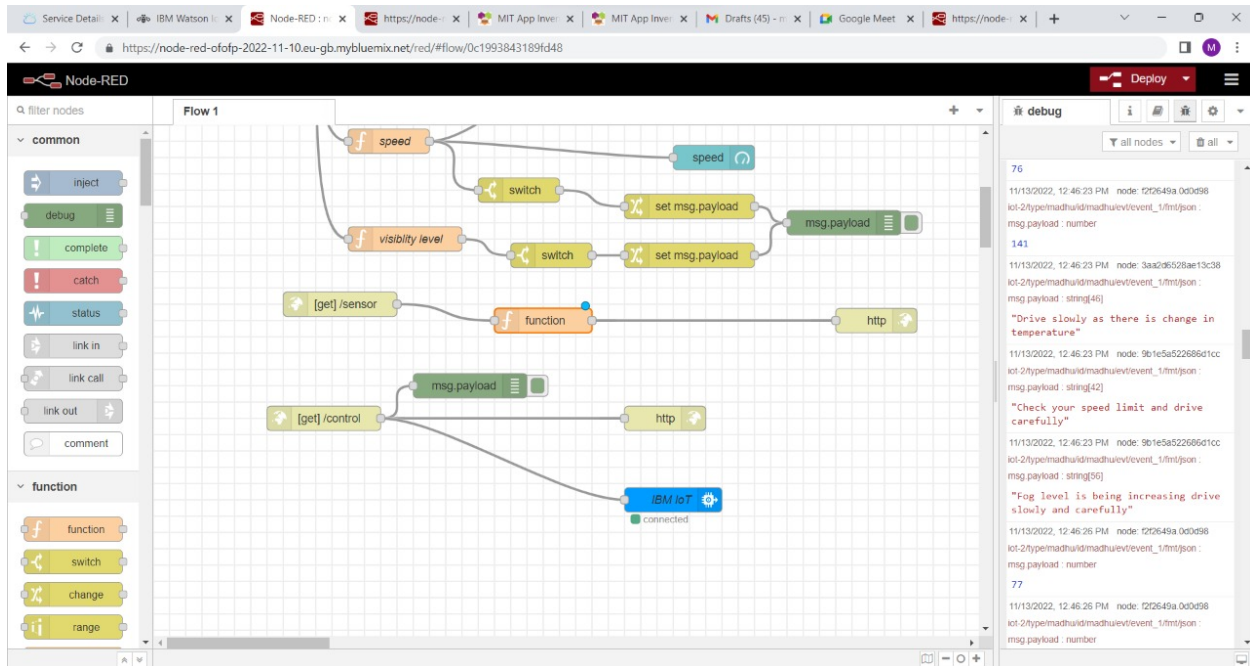 Service Detail
IBM Watson Io
Node-RED : n
https://node-r
MIT App Inven
MIT App Inven
Drafts (45) - m
Google Meet
https://node-r
https://node-red-ofofp-2022-11-10.eu-gb.mybluemix.net/red/#flow/0c1993843189fd48
M
Node-RED
Deploy
filter nodes
Flow 1
debug
i
common
all nodes
all
inject
debug
complete
catch
status
link in
link call
link out
comment
function
function
switch
change
range
speed
speed
switch
set msg.payload
msg.payload
visiblity level
switch
set msg.payload
[get] /sensor
function
http
msg.payload
[get] /control
http
IBM IoT
connected
76
11/13/2022, 12:46:23 PM node: f2f2649a.0d0d98
iot-2/type/madhu/id/madhu/evt/event_1/fmt/json :
msg.payload : number
141
11/13/2022, 12:46:23 PM node: 3aa2d6528ae13c38
iot-2/type/madhu/id/madhu/evt/event_1/fmt/json :
msg.payload : string[46]
"Drive slowly as there is change in
temperature"
11/13/2022, 12:46:23 PM node: 9b1e5a522686d1cc
iot-2/type/madhu/id/madhu/evt/event_1/fmt/json :
msg.payload : string[42]
"Check your speed limit and drive
carefully"
11/13/2022, 12:46:23 PM node: 9b1e5a522686d1cc
iot-2/type/madhu/id/madhu/evt/event_1/fmt/json :
msg.payload : string[56]
"Fog level is being increasing drive
slowly and carefully"
11/13/2022, 12:46:26 PM node: f2f2649a.0d0d98
iot-2/type/madhu/id/madhu/evt/event_1/fmt/json :
msg.payload : number
77
11/13/2022, 12:46:26 PM node: f2f2649a.0d0d98
iot-2/type/madhu/id/madhu/evt/event_1/fmt/json :
msg.payload : number